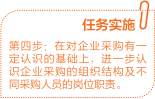 任务实施
第四步：在对企业采购有一
定认识的基础上，进一步认
识企业采购的组织结构及不
同采购人员的岗位职责。